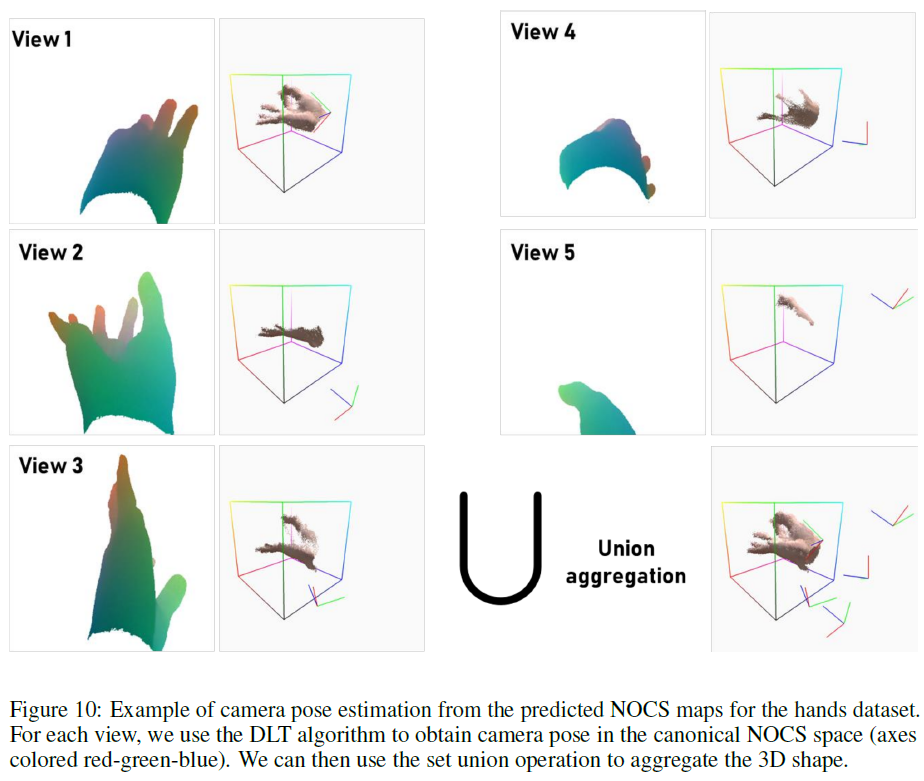 View 1
View 4
View 2
View 5
View 3
Union
aggregation
Figure 10: Example of camera pose estimation from the predicted NOCS maps for the hands dataset.
For each view, we use the DLT algorithm to obtain camera pose in the canonical NOCS space (axes
colored red-green-blue). We can then use the set union operation to aggregate the 3D shape.